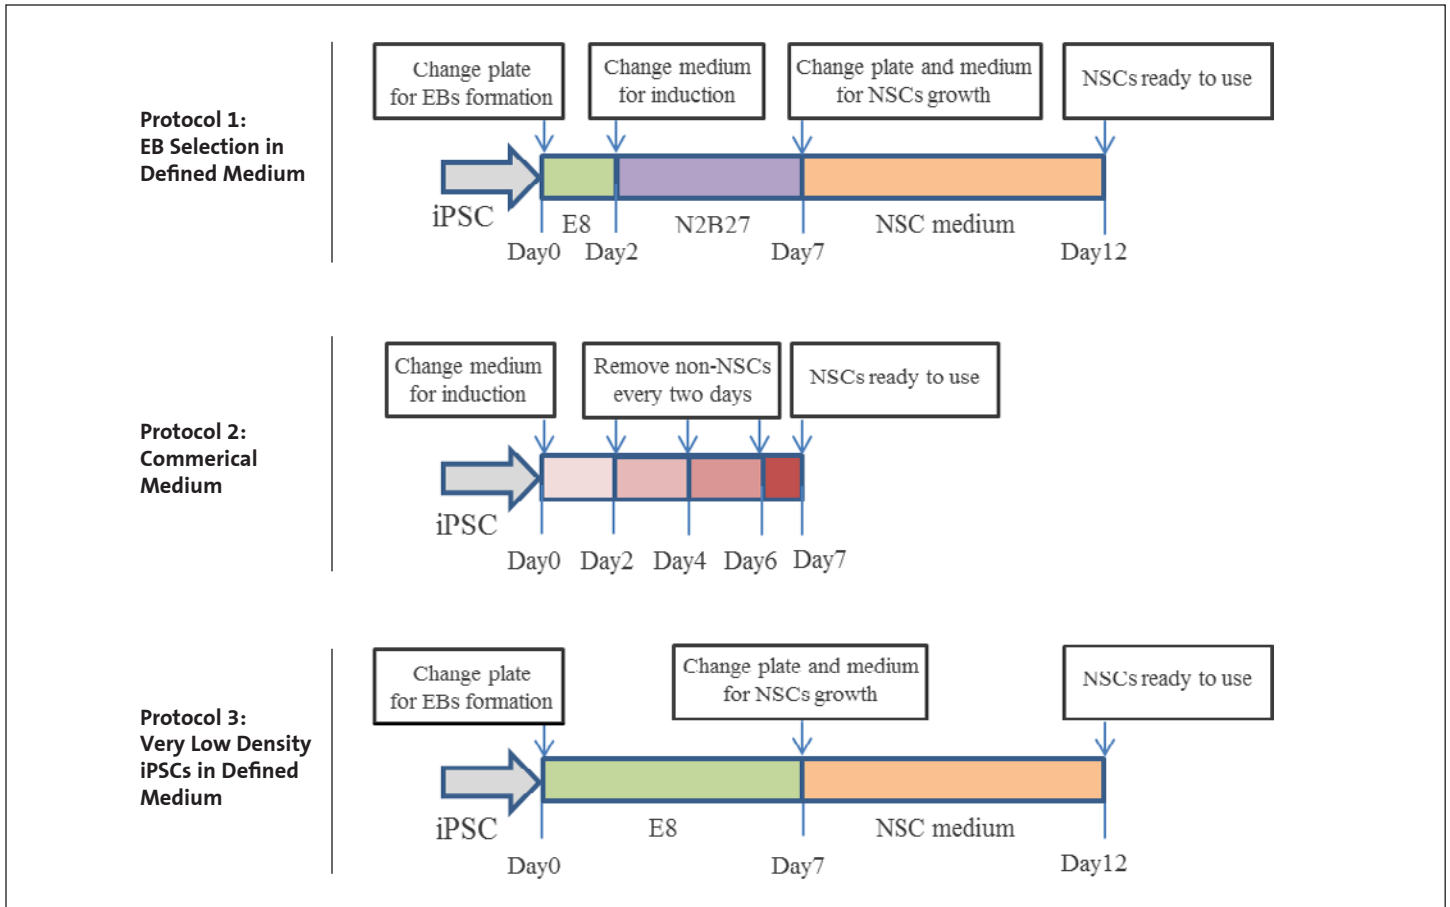 Protocol 1:
EB Selection in
Defined Medium
Change plate
for EBs formation
Change medium
for induction
Change plate and medium
for NSCs growth
NSCs ready to use
iPSC
E8
N2B27
NSC medium
Day0
Day2
Day7
Day12
Protocol 2:
Commerical
Medium
Change medium
for induction
Remove non-NSCs
every two days
NSCs ready to use
iPSC
Day0
Day2
Day4
Day6
Day7
Protocol 3:
Very Low Density
iPSCs in Defined
Medium
Change plate
for EBs formation
Change plate and medium
for NSCs growth
NSCs ready to use
iPSC
E8
NSC medium
Day0
Day7
Day12